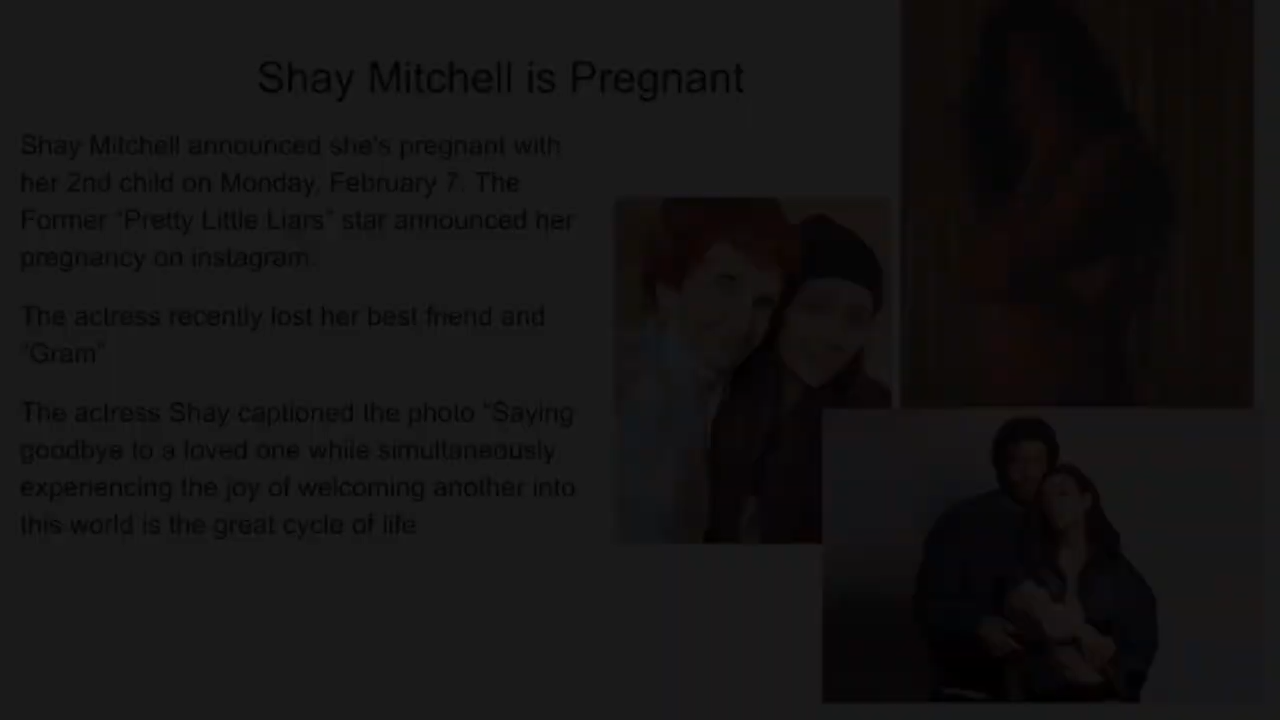 Shay Mitchell is Pregnant
Shay Mitchell announced she's pregnant with
her 2nd child on Monday, February 7. The
Former "Pretty Little Liars" star announced her
pregnancy on instagram.
The actress recently lost her best friend and
"Gram"
The actress Shay captioned the photo "Saying
goodbye to a loved one while simultaneously
experiencing the joy of welcoming another into
this world is the great cycle of life